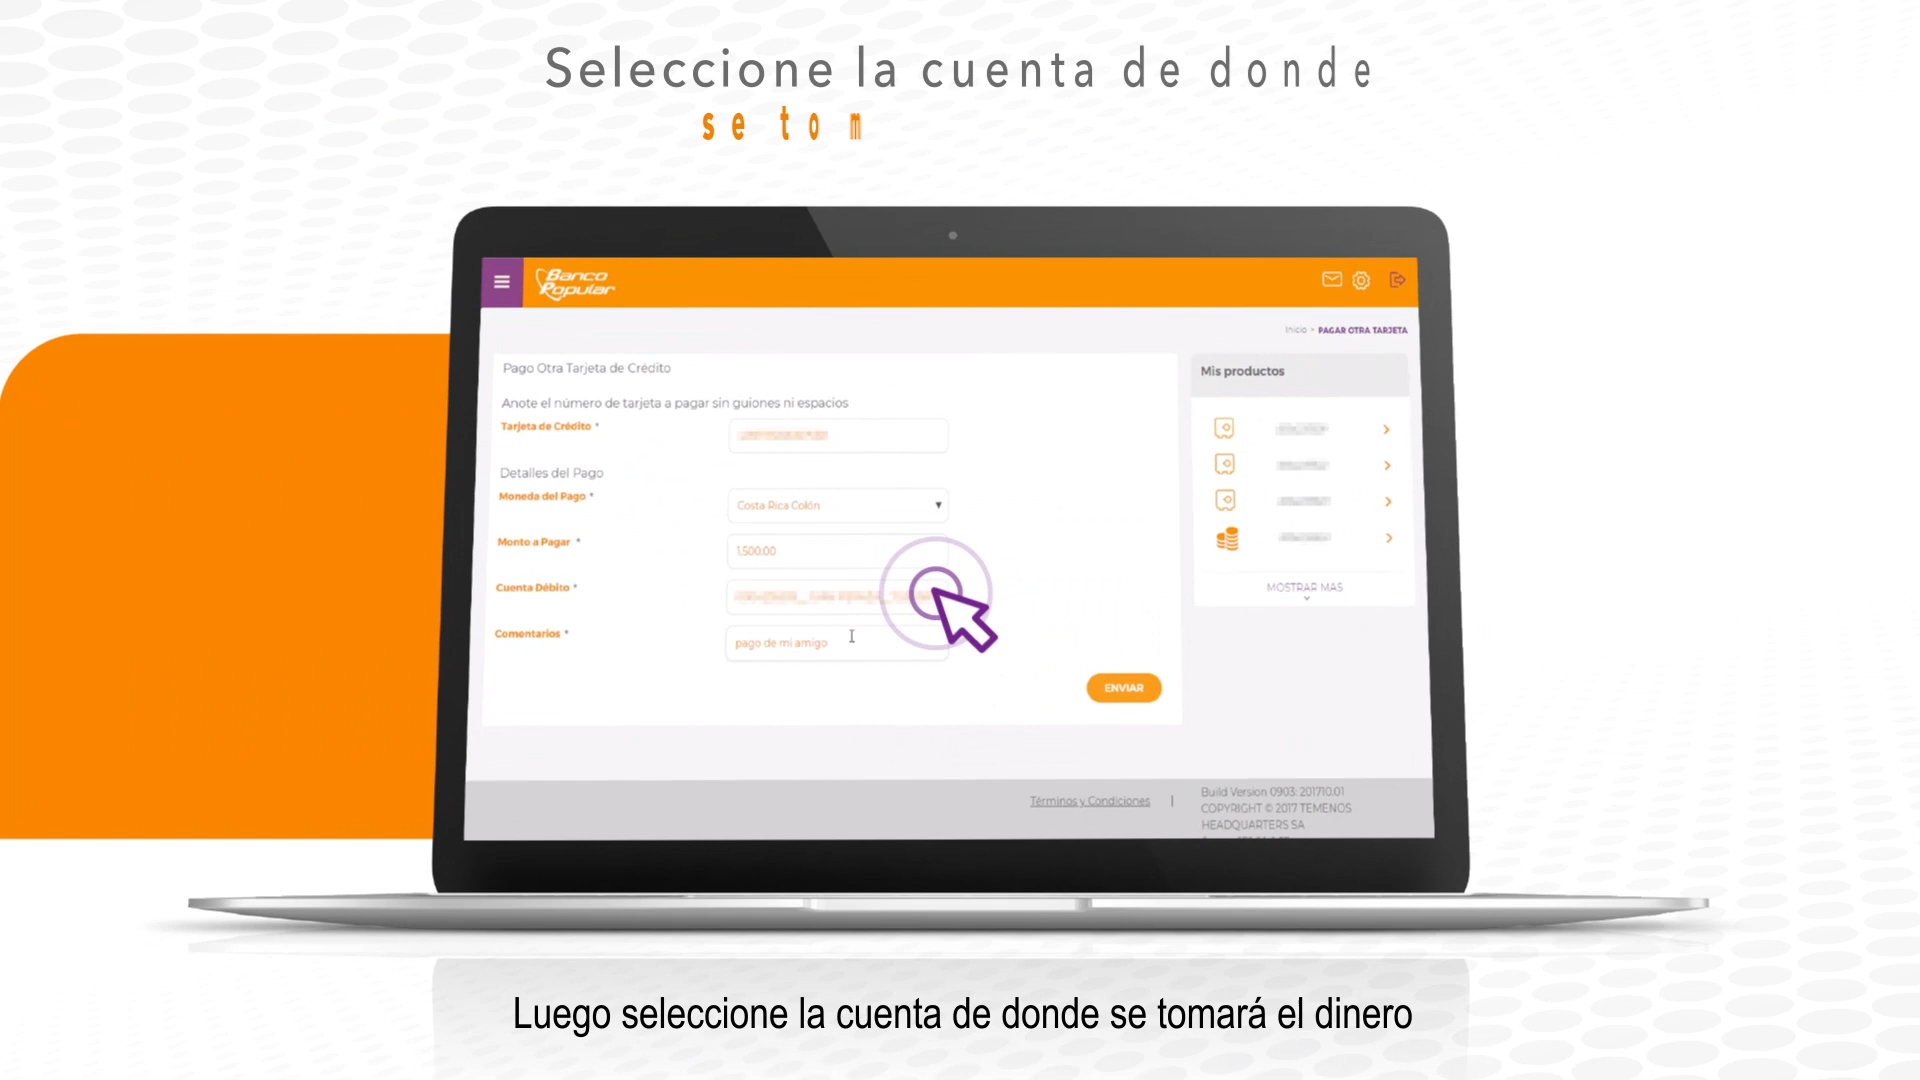 Seleccione la cuenta de donde
se tom
Banco
Popular
Inicio > PAGAR OTRA TARJETA
Pago Otra Tarjeta de Crédito
Anote el número de tarjeta a pagar sin guiones ni espacios
Tarjeta de Crédito *
Detalles del Pago
Moneda del Pago *
Costa Rica Colón
Monto a Pagar *
1.500.00
Cuenta Débito *
Comentarios *
pago de mi amigo
ENVIAR
Mis productos
MOSTRAR MAS
Términos y Condiciones |
Build Version 0903: 201710.01
COPYRIGHT © 2017 TEMENOS
HEADQUARTERS SA
Luego seleccione la cuenta de donde se tomará el dinero